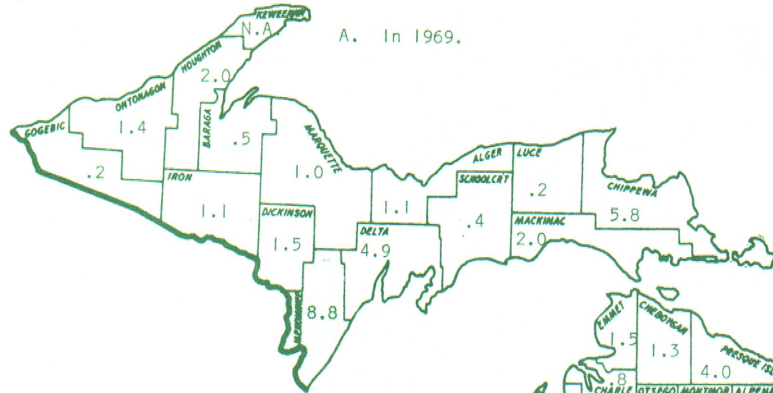 KEWEENAW
N.A.
A. In 1969.
HOUGHTON
2.0
ONTONAGON
1.4
GOGEBIC
.2
BARAGA
.5
MARQUETTE
1.0
IRON
1.1
DICKINSON
1.5
ALGER
1.1
SCHOOLCRT
.4
LUCE
.2
CHIPPEWA
5.8
MACKINAC
2.0
DELTA
4.9
MENOMINEE
8.8
EMMET
1.5
CHEBOYGAN
1.3
PRESQUE ISL
4.0
.8
CHARLE OTSEGO MONTMOR ALPENA